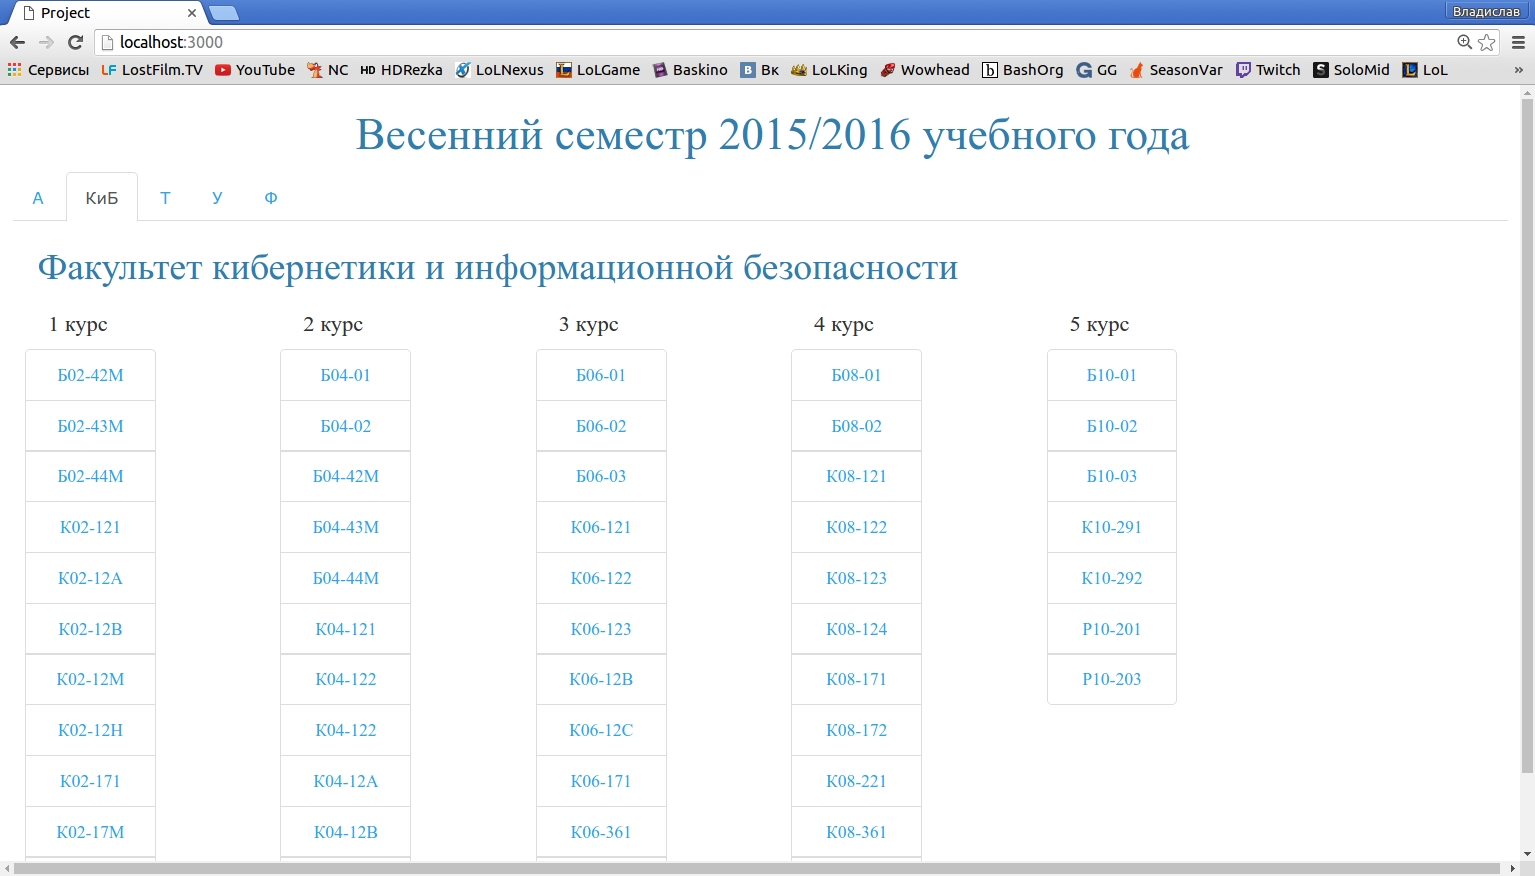 Project
Владислав
localhost:3000
Сервисы LostFilm.TV YouTube NC HDRezka LoLNexus LoLGame Baskino Вк LoLKing Wowhead BashOrg GG SeasonVar Twitch SoloMid LoL »
Весенний семестр 2015/2016 учебного года
А КиБ Т У Ф
Факультет кибернетики и информационной безопасности
1 курс 2 курс 3 курс 4 курс 5 курс
Б02-42М Б04-01 Б06-01 Б08-01 Б10-01
Б02-43М Б04-02 Б06-02 Б08-02 Б10-02
Б02-44М Б04-42М Б06-03 К08-121 Б10-03
К02-121 Б04-43М К06-121 К08-122 К10-291
К02-12А Б04-44М К06-122 К08-123 К10-292
К02-12В К04-121 К06-123 К08-124 Р10-201
К02-12М К04-122 К06-12В К08-171 Р10-203
К02-12Н К04-122 К06-12С К08-172
К02-171 К04-12А К06-171 К08-221
К02-17М К04-12В К06-361 К08-361